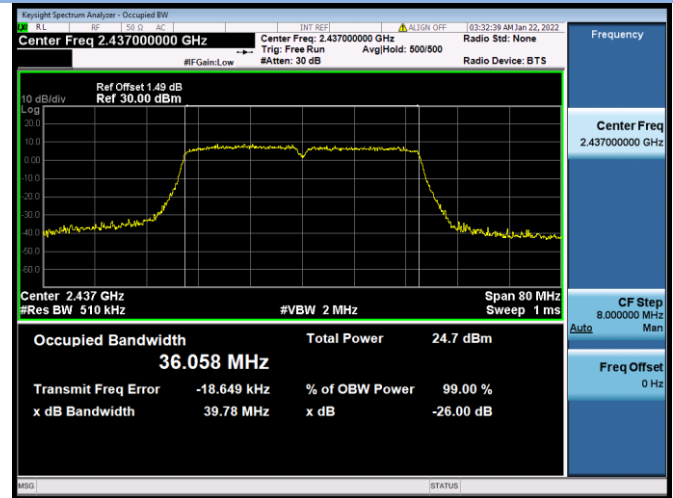 Keysight Spectrum Analyzer - Occupied BW
RL RF 50 Ω AC INT REF ALIGN OFF 03:32:39 AM Jan 22, 2022
Center Freq 2.437000000 GHz Center Freq: 2.437000000 GHz Radio Std: None
Trig: Free Run Avg|Hold: 500/500
#IFGain:Low #Atten: 30 dB Radio Device: BTS
Frequency
Ref Offset 1.49 dB
10 dB/div Ref 30.00 dBm
Log
20.0
10.0
0.00
-10.0
-20.0
-30.0
-40.0
-50.0
-60.0
Center 2.437 GHz Span 80 MHz
#Res BW 510 kHz #VBW 2 MHz Sweep 1 ms
Occupied Bandwidth Total Power 24.7 dBm
36.058 MHz
Transmit Freq Error -18.649 kHz % of OBW Power 99.00 %
x dB Bandwidth 39.78 MHz x dB -26.00 dB
Center Freq
2.437000000 GHz
CF Step
8.000000 MHz
Auto Man
Freq Offset
0 Hz
MSG STATUS